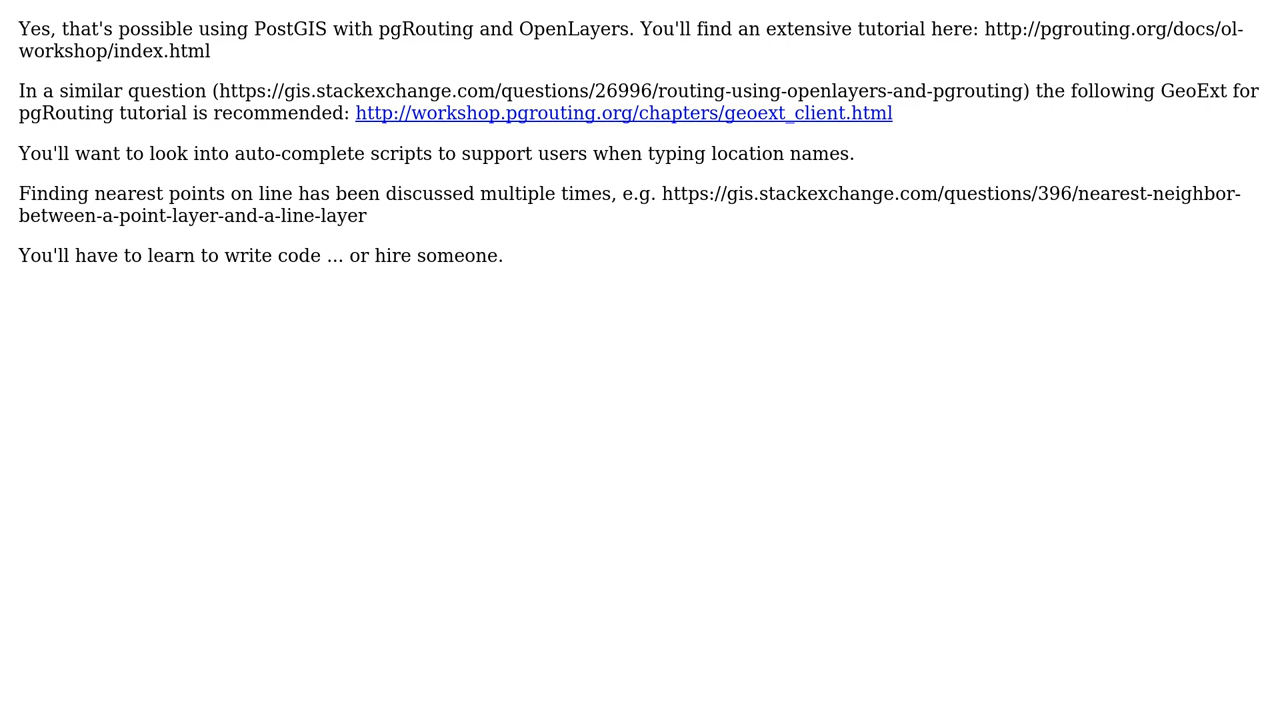 Yes, that's possible using PostGIS with pgRouting and OpenLayers. You'll find an extensive tutorial here: http://pgrouting.org/docs/ol-
workshop/index.html
In a similar question (https://gis.stackexchange.com/questions/26996/routing-using-openlayers-and-pgrouting) the following GeoExt for
pgRouting tutorial is recommended: http://workshop.pgrouting.org/chapters/geoext_client.html
You'll want to look into auto-complete scripts to support users when typing location names.
Finding nearest points on line has been discussed multiple times, e.g. https://gis.stackexchange.com/questions/396/nearest-neighbor-
between-a-point-layer-and-a-line-layer
You'll have to learn to write code ... or hire someone.